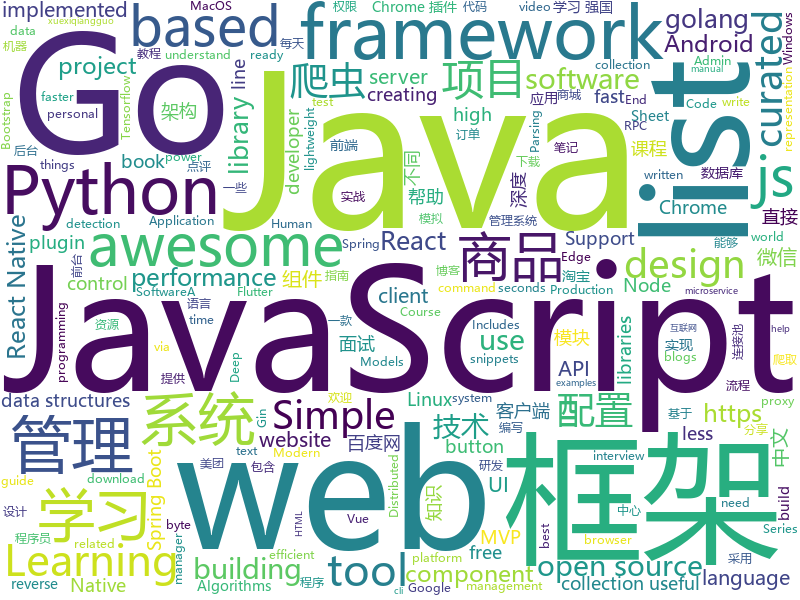 implemented
MacOS
权限
Chrome 插件
代码
video
学习 强国
data
机器
教程
understand
每天
ready
based
framework
collection
golang
Android
Admin
manual
Windows
Go
Java
list
curated
representation
project
line
爬虫
server
项目
software
creating
fast
应用
商城
End
Code
write
Bootstrap
faster
personal
Tensorflow
架构
library
developer
lightweight
test
high
订单
Sheet
RPC
Parsing
后台
things
book
power
点评
前端
不同
下载
笔记
课程
数据库
js
Python
detection
一些
帮助
深度
模拟
实战
written
Chrome
直接
React Native
前台
Application
Human
管理系统
能够
world
awesome
Spring
React
商品
Edge
Support
design
微信
plugin
control
SoftwareA
performance
Flutter
组件
指南
博客
command
淘宝
seconds
Production
Node
microservice
JavaScript
programming
资源
语言
time
client
一款
Course
use
Includes
snippets
模块
libraries
实现
互联网
blogs
连接池
help
via
提供
Deep
面试
Models
API
examples
爬取
流程
data structures
系统
欢迎
Linux
system
Gin
编写
客户端
配置
基于
分享
https
proxy
管理
Simple
website
百度网
技术
button
less
中文
guide
download
Spring Boot
美团
text
包含
Modern
web
框架
研发
interview
need
build
Series
学习
设计
程序员
related
byte
manager
HTML
Vue
Distributed
知识
UI
MVP
efficient
free
中心
best
browser
采用
Learning
reverse
Native
building
Algorithms
程序
tool
Google
cli
component
platform
management
open source
collection useful
language